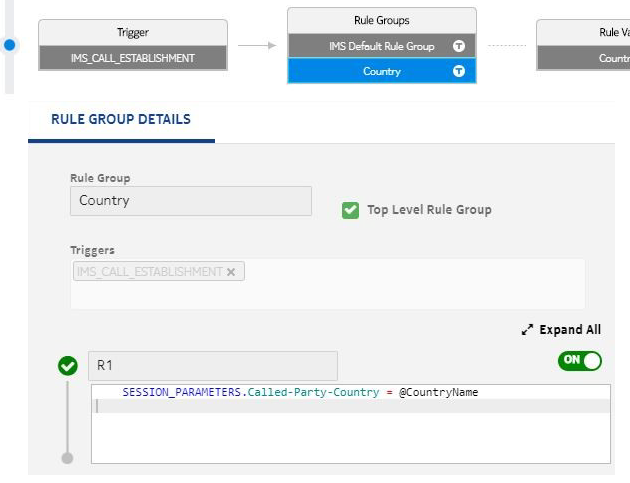 Trigger
IMS_CALL_ESTABLISHMENT
Rule Groups
IMS Default Rule Group T
Country T
Rule Va
Countr
RULE GROUP DETAILS
Rule Group
Country
Top Level Rule Group
Triggers
IMS_CALL_ESTABLISHMENT ×
Expand All
R1
ON
SESSION_PARAMETERS.Called-Party-Country = @CountryName